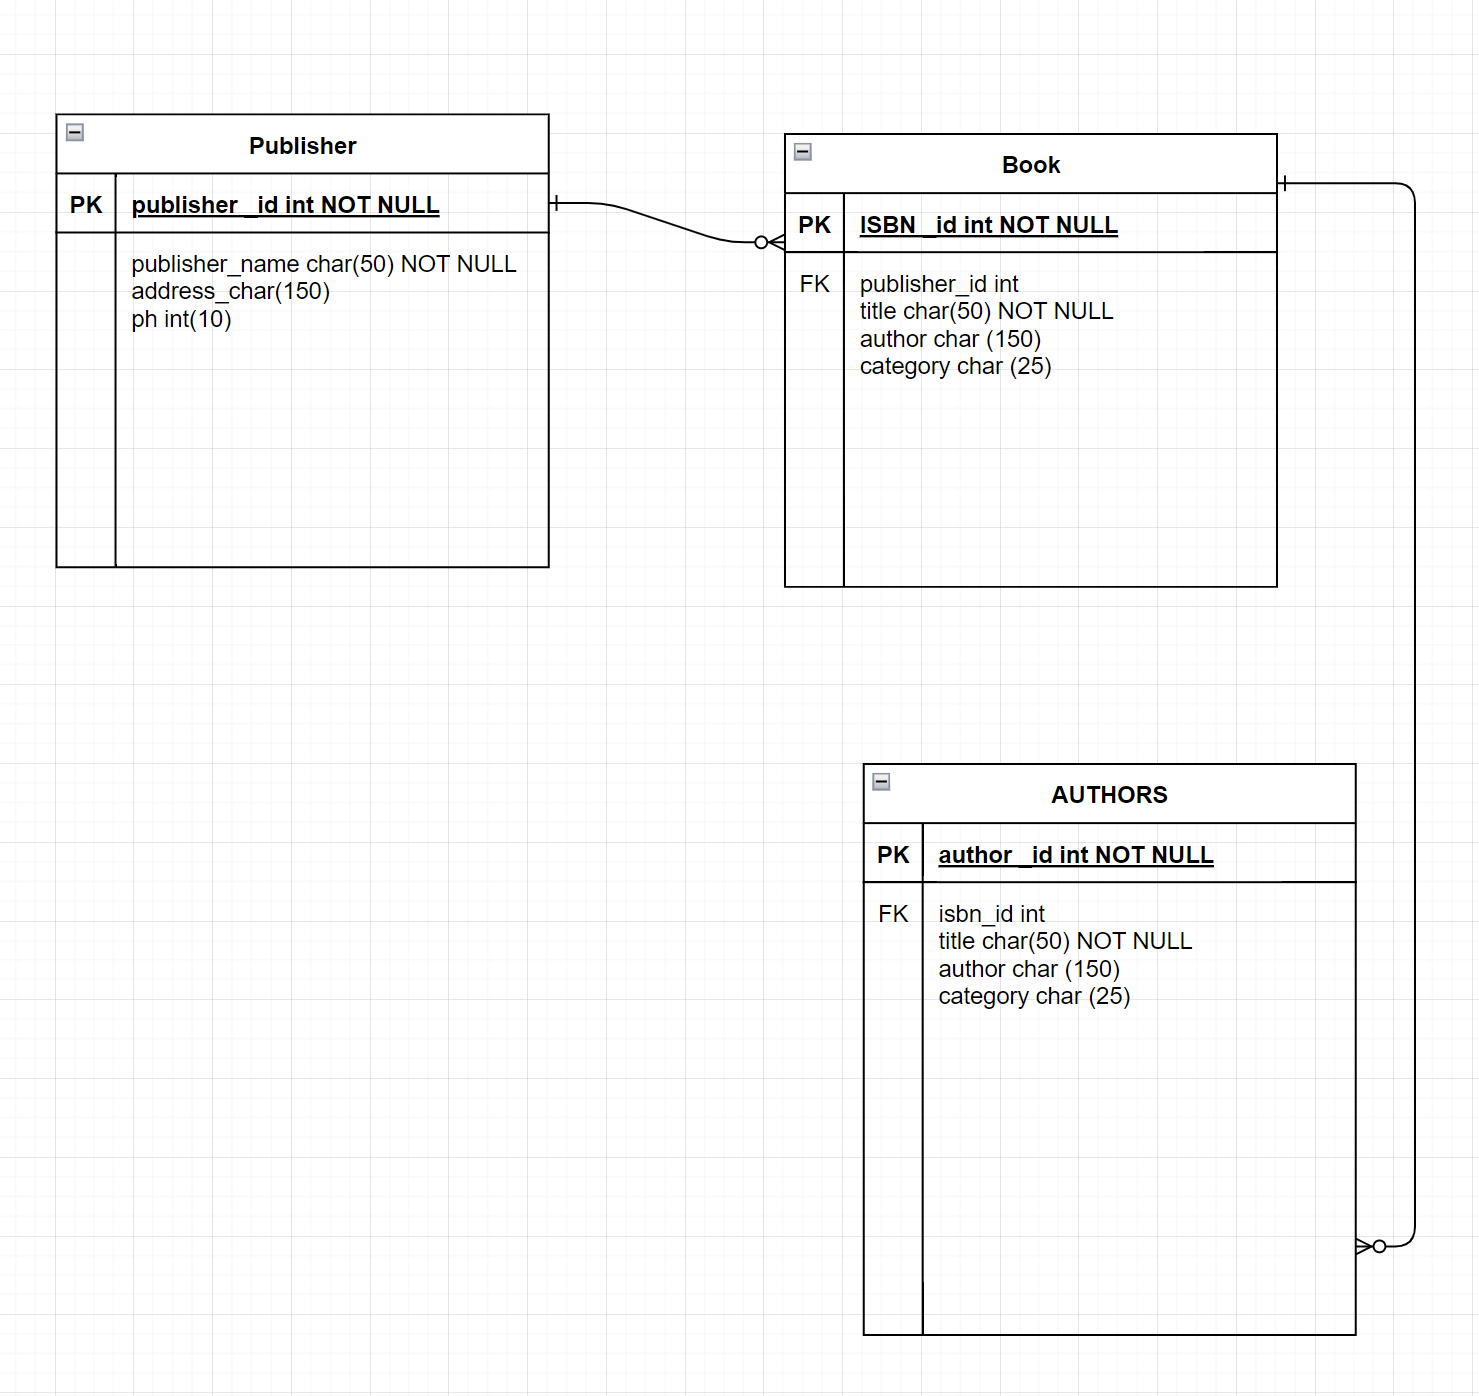 Publisher
PK publisher _id int NOT NULL
publisher_name char(50) NOT NULL
address_char(150)
ph int(10)
Book
PK ISBN _id int NOT NULL
FK publisher_id int
title char(50) NOT NULL
author char (150)
category char (25)
AUTHORS
PK author _id int NOT NULL
FK isbn_id int
title char(50) NOT NULL
author char (150)
category char (25)